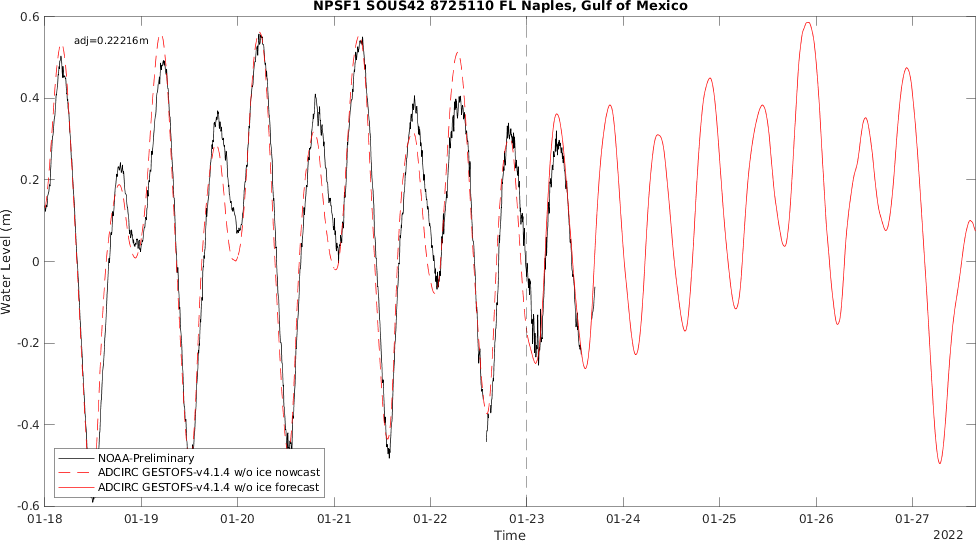 NPSF1 SOUS42 8725110 FL Naples, Gulf of Mexico
adj=0.22216m
0.6
0.4
0.2
0
-0.2
-0.4
-0.6
Water Level (m)
NOAA-Preliminary
ADCIRC GESTOFS-v4.1.4 w/o ice nowcast
ADCIRC GESTOFS-v4.1.4 w/o ice forecast
01-18 01-19 01-20 01-21 01-22 01-23 01-24 01-25 01-26 01-27
Time
2022